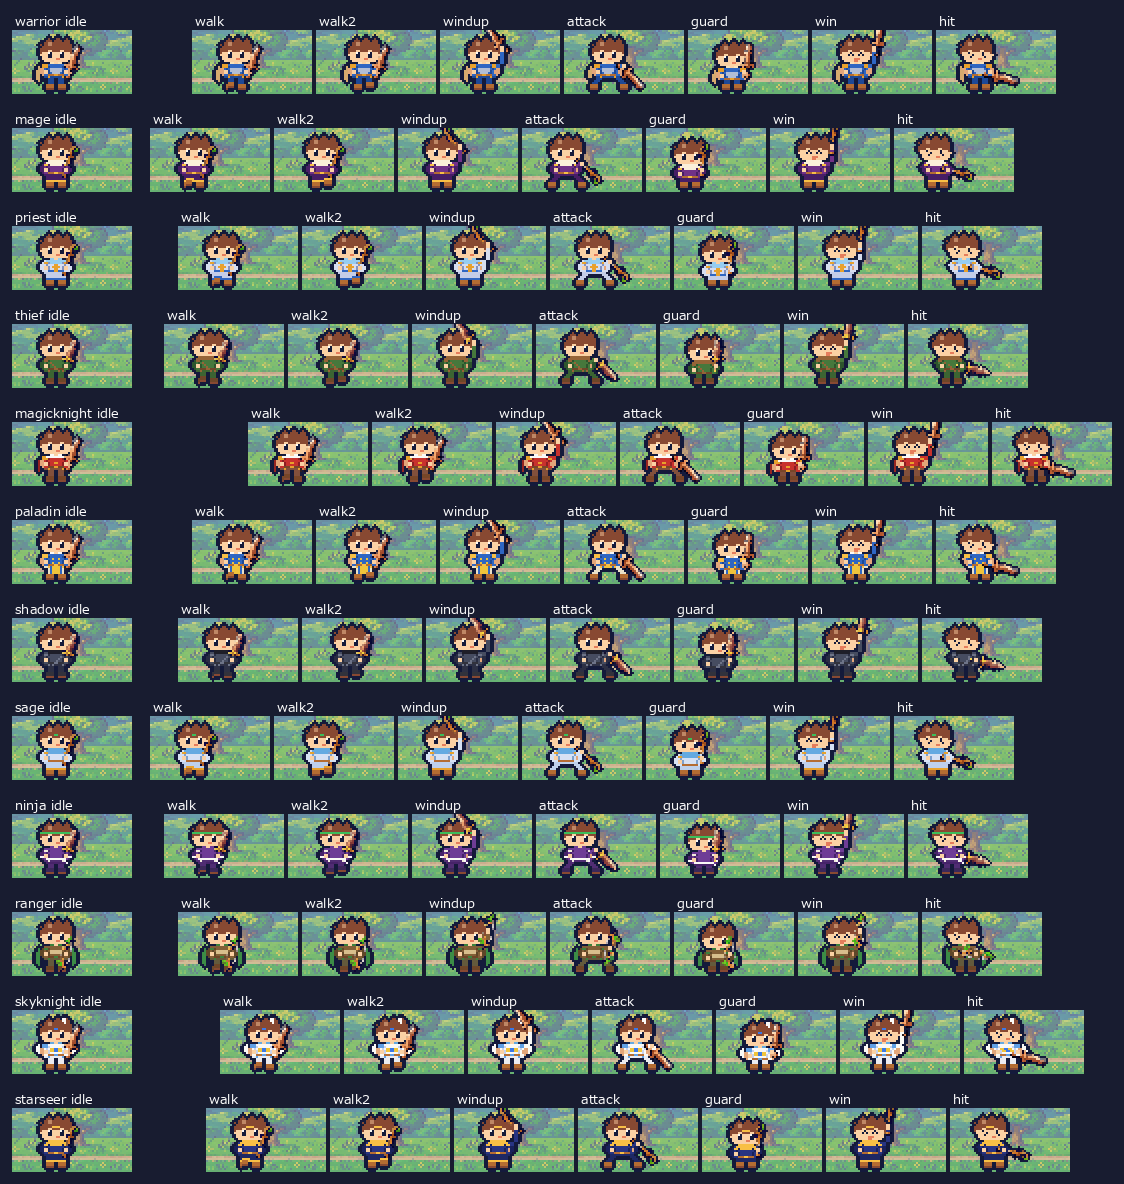 warrior idle walk walk2 windup attack guard win hit
mage idle walk walk2 windup attack guard win hit
priest idle walk walk2 windup attack guard win hit
thief idle walk walk2 windup attack guard win hit
magicknight idle walk walk2 windup attack guard win hit
paladin idle walk walk2 windup attack guard win hit
shadow idle walk walk2 windup attack guard win hit
sage idle walk walk2 windup attack guard win hit
ninja idle walk walk2 windup attack guard win hit
ranger idle walk walk2 windup attack guard win hit
skyknight idle walk walk2 windup attack guard win hit
starseer idle walk walk2 windup attack guard win hit